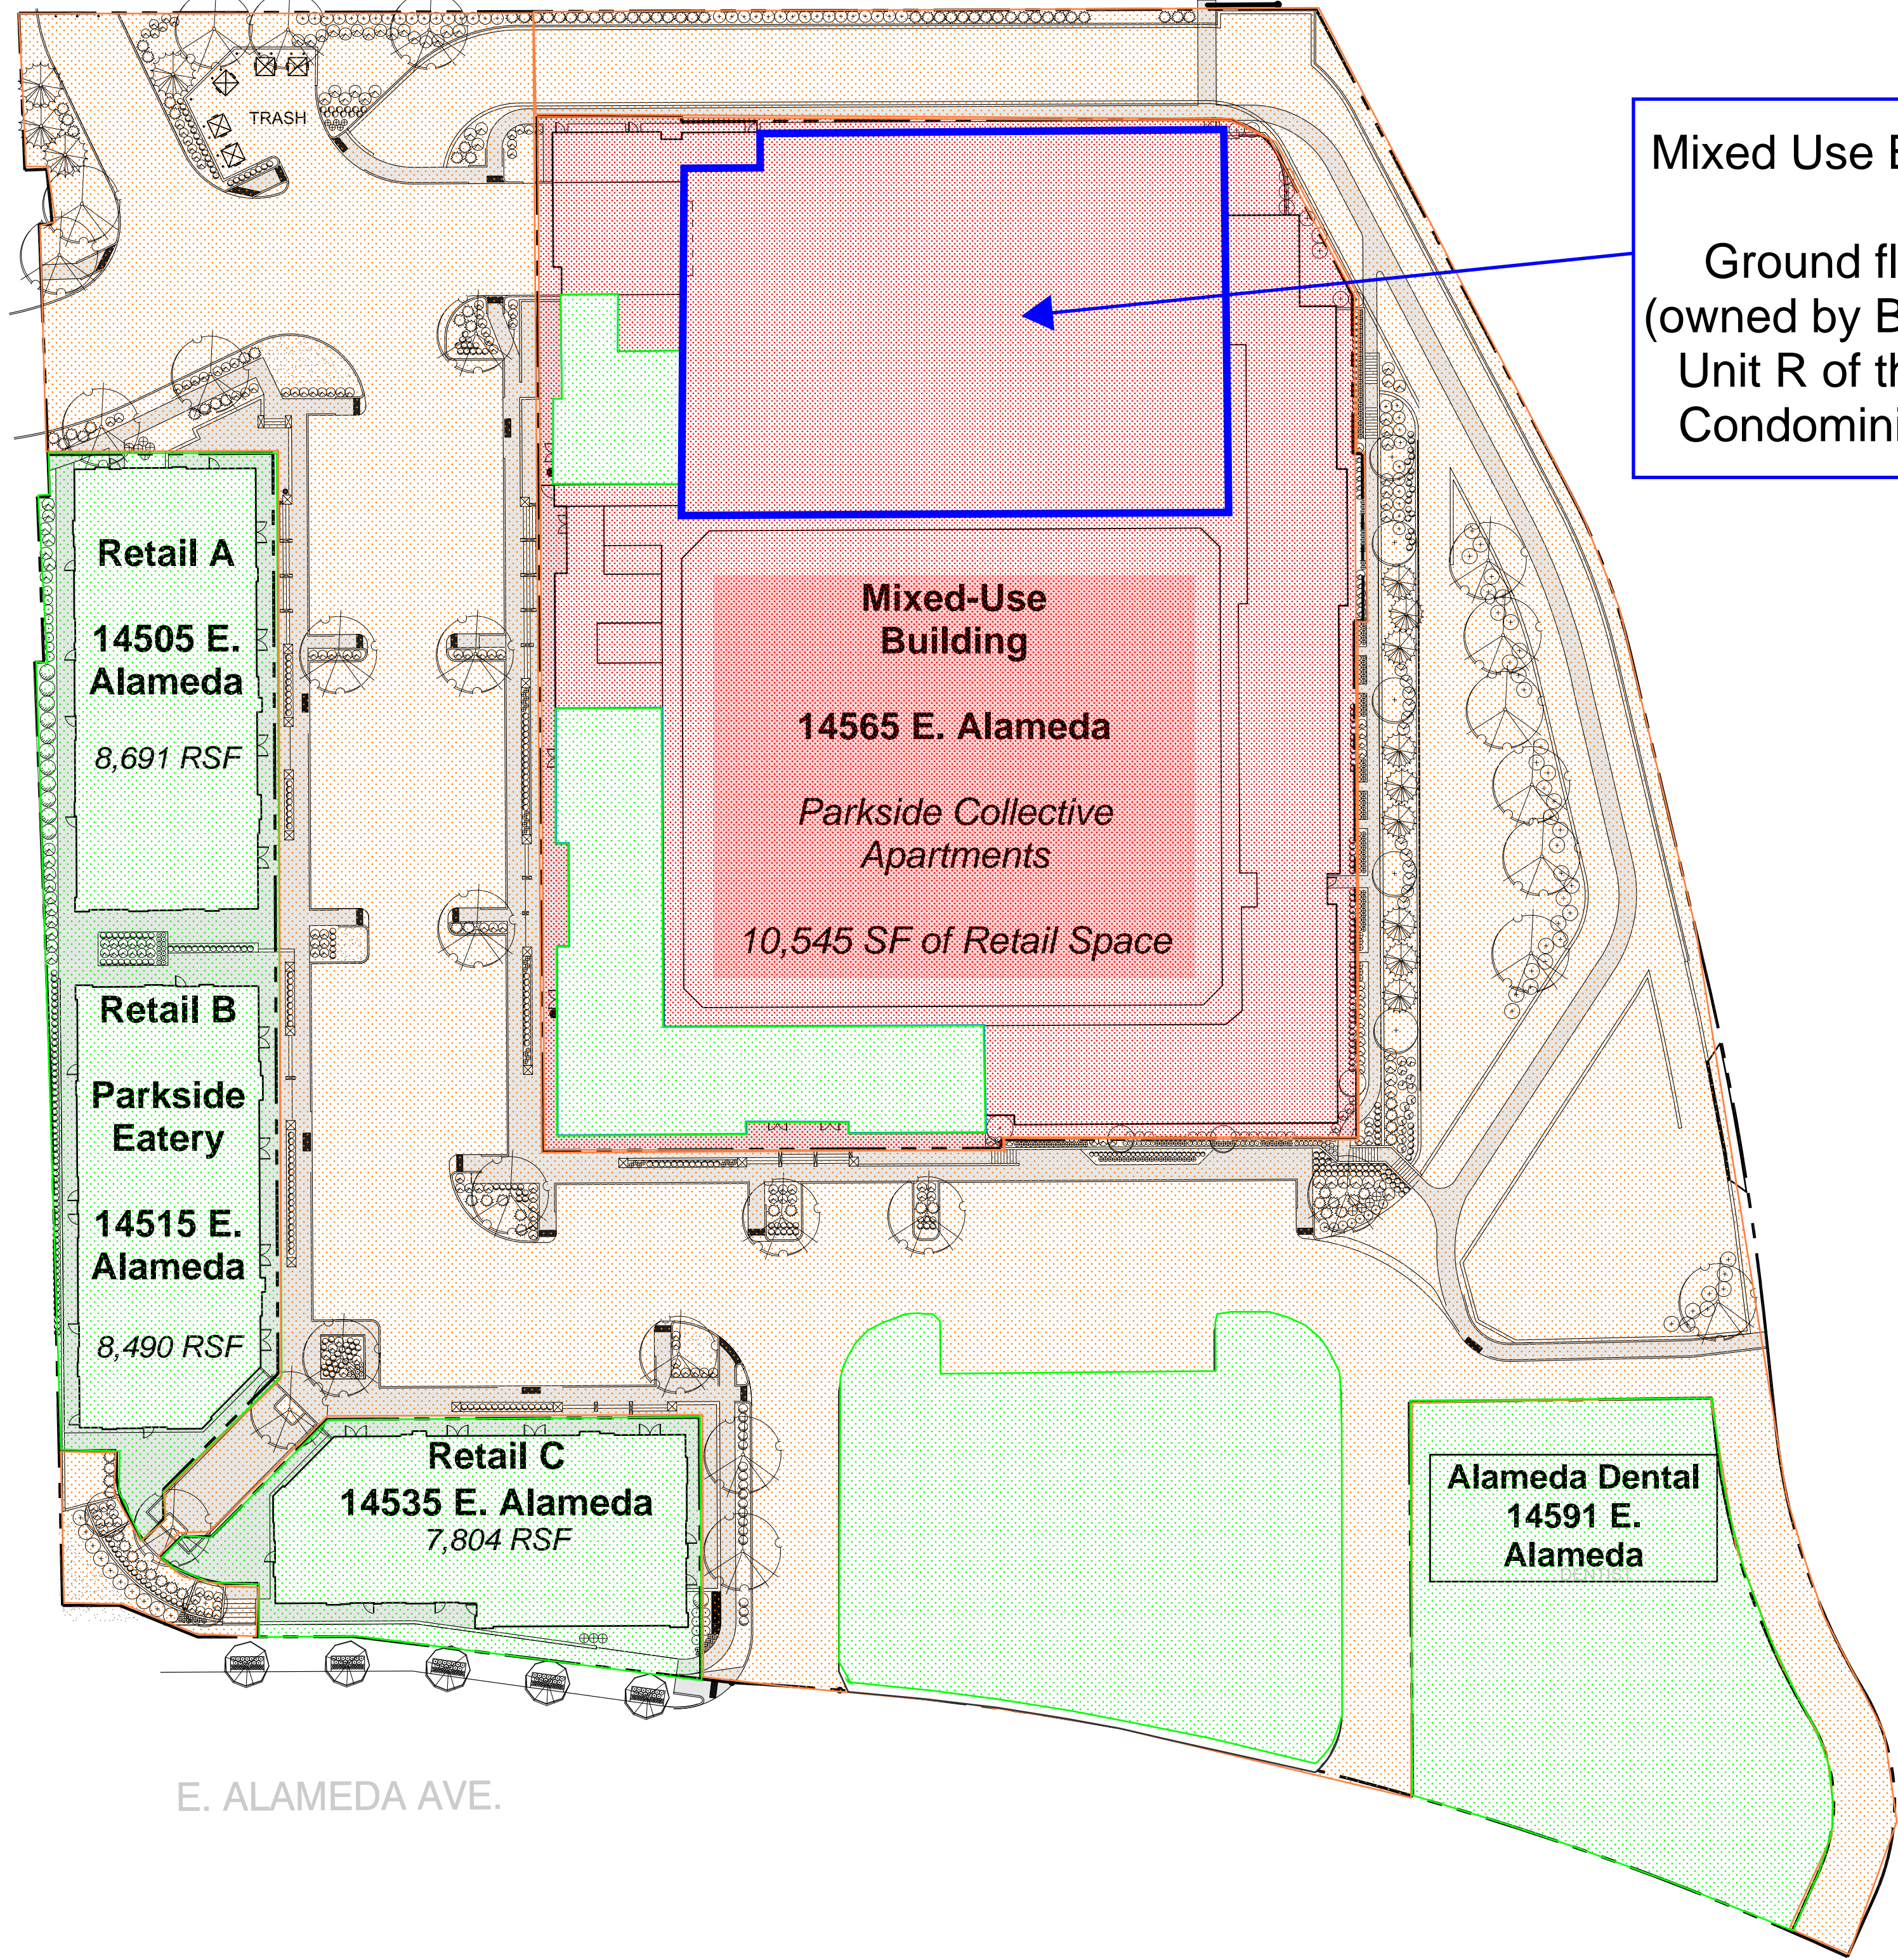 TRASH
Mixed Use
Ground
(owned by
Unit R of
Condomini
Retail A
14505 E.
Alameda
8,691 RSF
Mixed-Use
Building
14565 E. Alameda
Parkside Collective
Apartments
10,545 SF of Retail Space
Retail B
Parkside
Eatery
14515 E.
Alameda
8,490 RSF
Retail C
14535 E. Alameda
7,804 RSF
Alameda Dental
14591 E.
Alameda
E. ALAMEDA AVE.